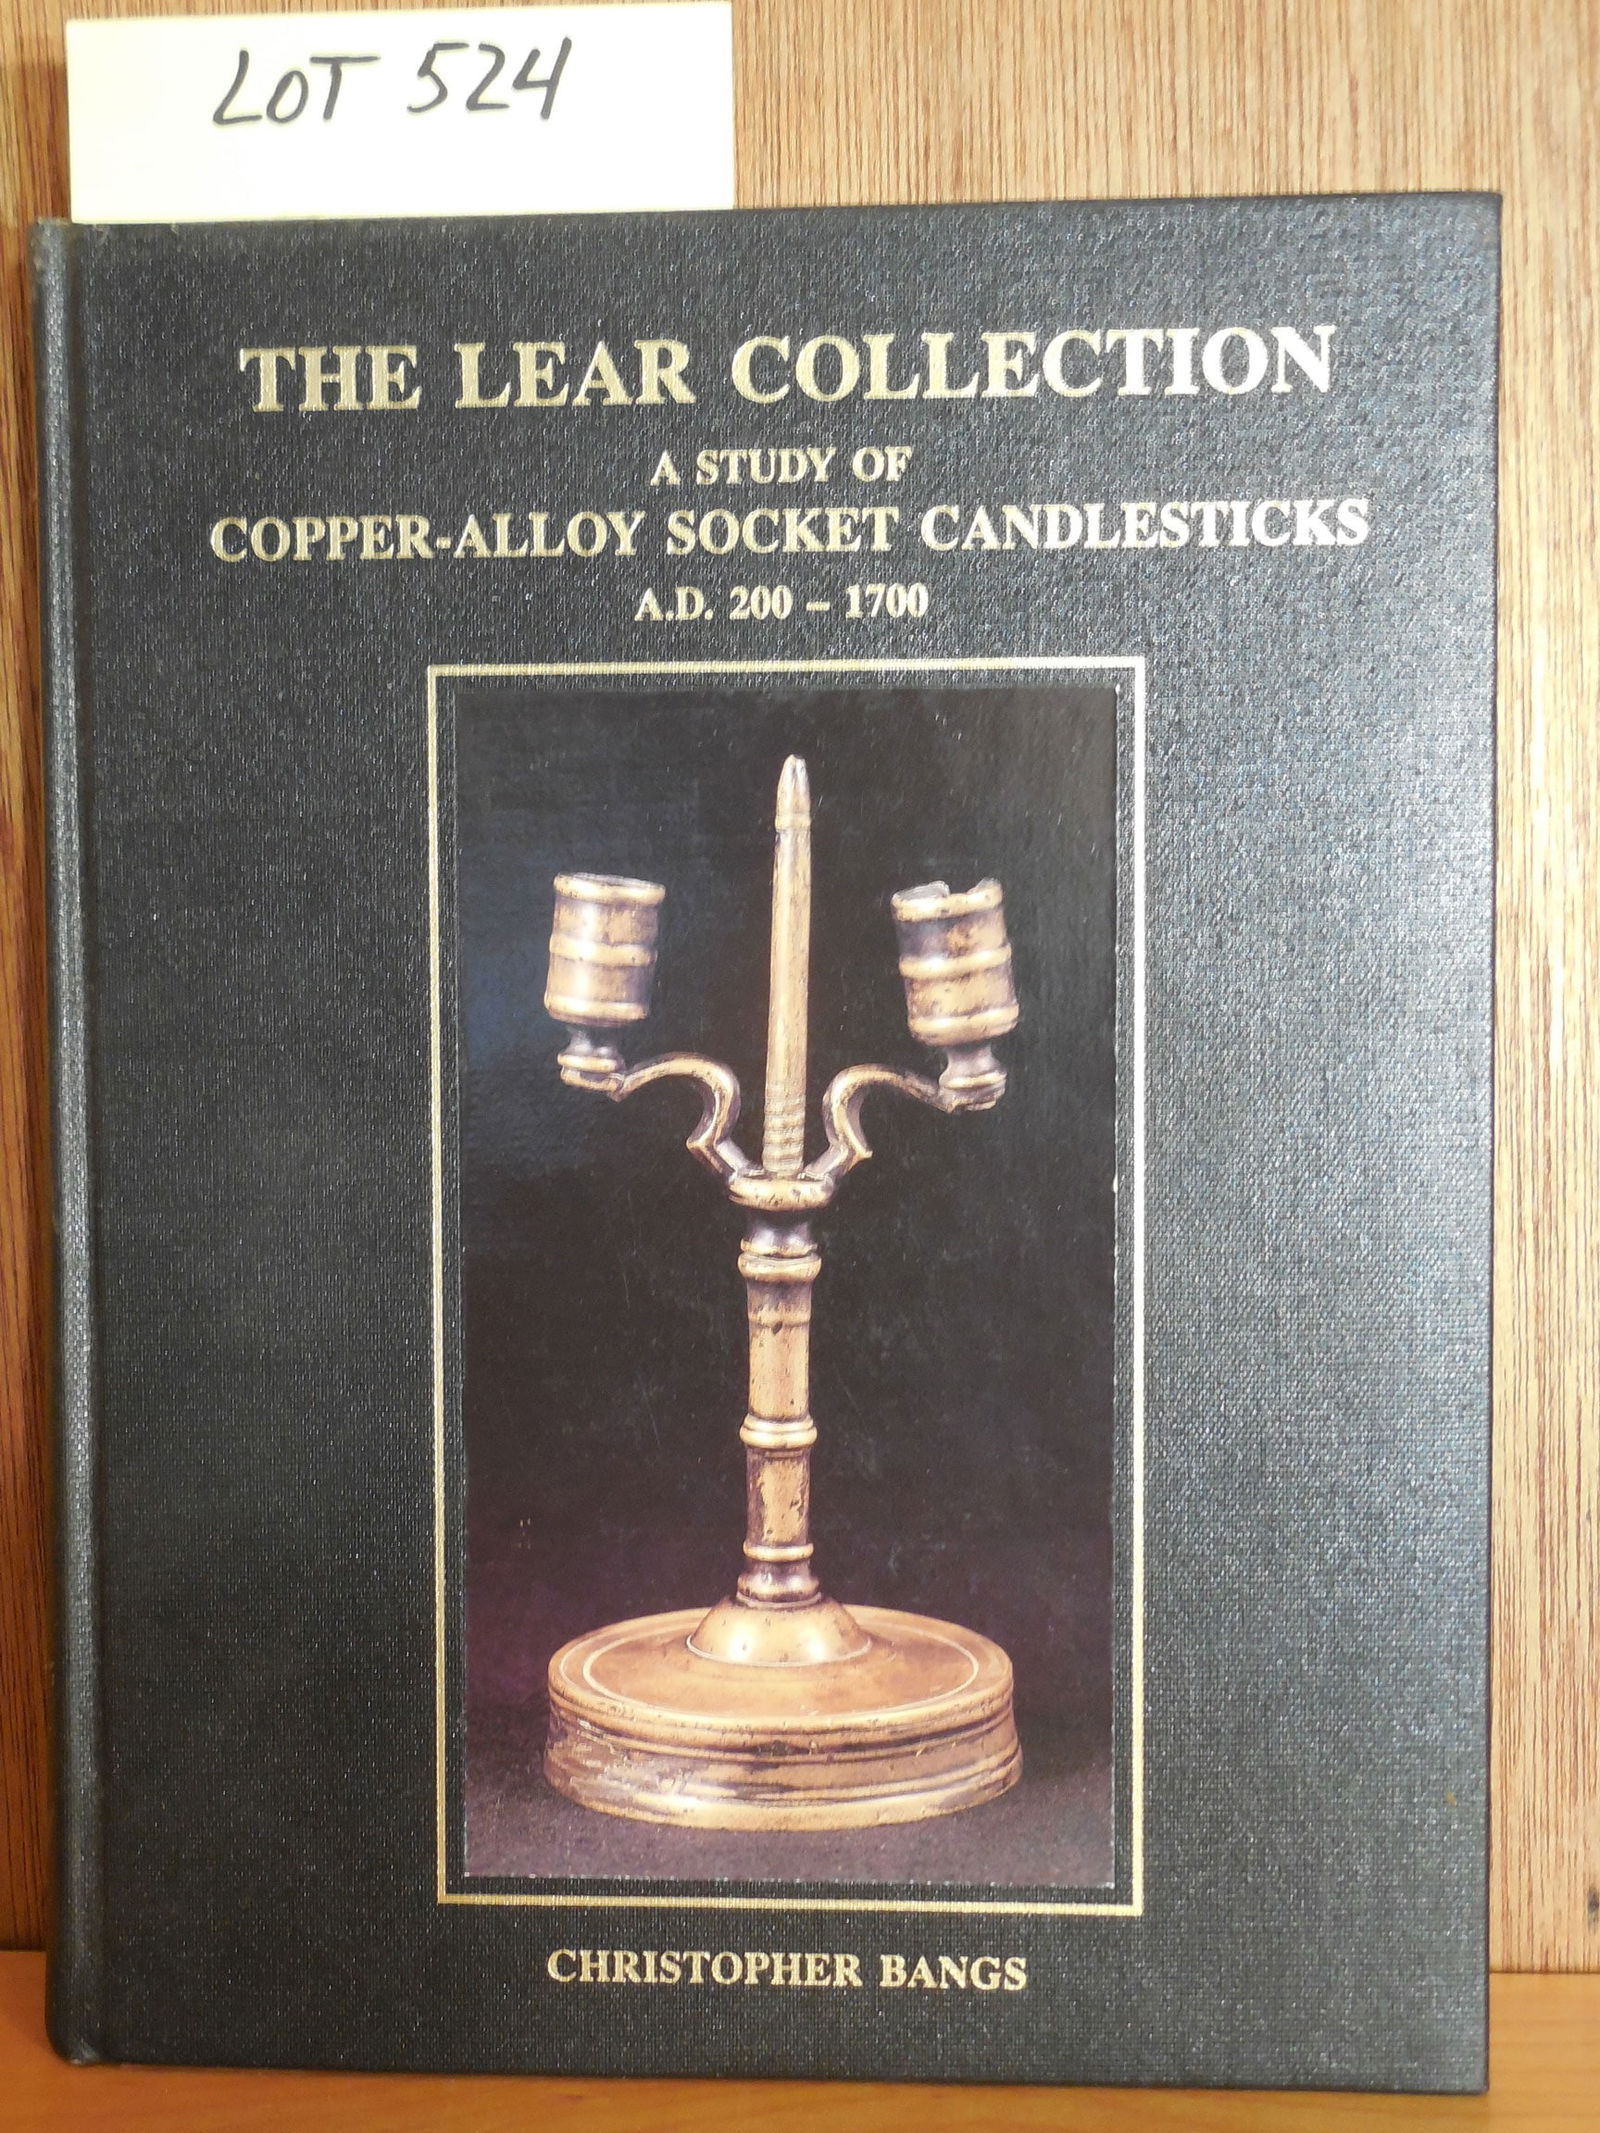 LOT 524
THE LEAR COLLECTION
A STUDY OF
COPPER-ALLOY SOCKET CANDLESTICKS
A.D. 200 – 1700
CHRISTOPHER BANGS